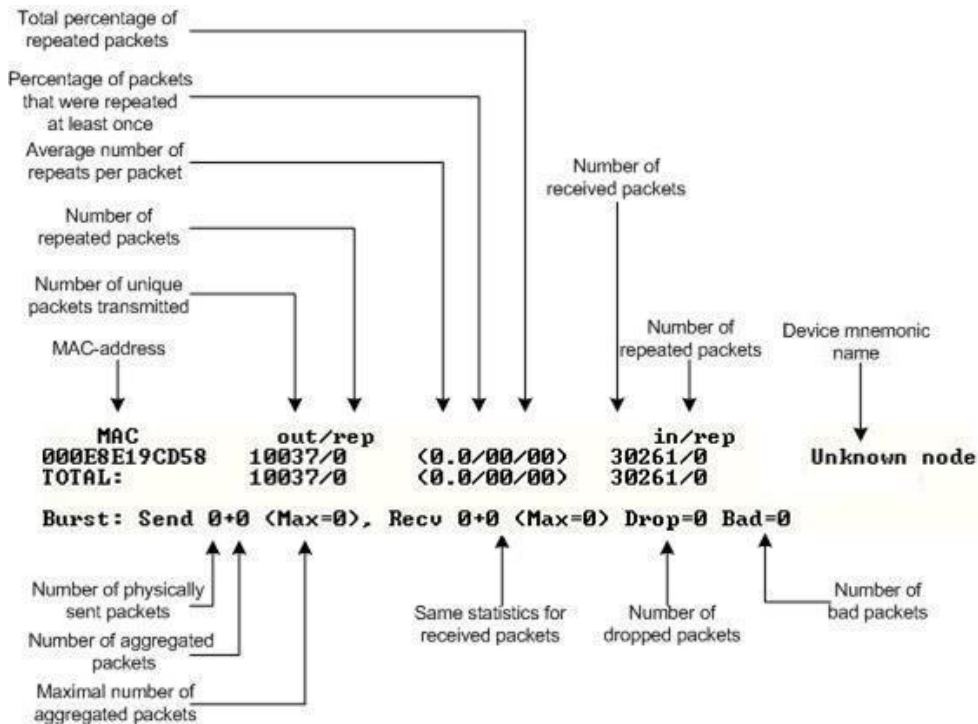 Total percentage of
repeated packets
Percentage of packets
that were repeated
at least once
Average number of
repeats per packet
Number of
repeated packets
Number of unique
packets transmitted
MAC-address
Number of
received packets
Number of
repeated packets
Device mnemonic
name
MAC out/rep in/rep
000E8E19CD58 10037/0 (0.0/00/00) 30261/0 Unknown node
TOTAL: 10037/0 (0.0/00/00) 30261/0
Burst: Send 0+0 (Max=0), Recv 0+0 (Max=0) Drop=0 Bad=0
Number of physically
sent packets
Number of aggregated
packets
Maximal number of
aggregated packets
Same statistics for
received packets
Number of
dropped packets
Number of
bad packets